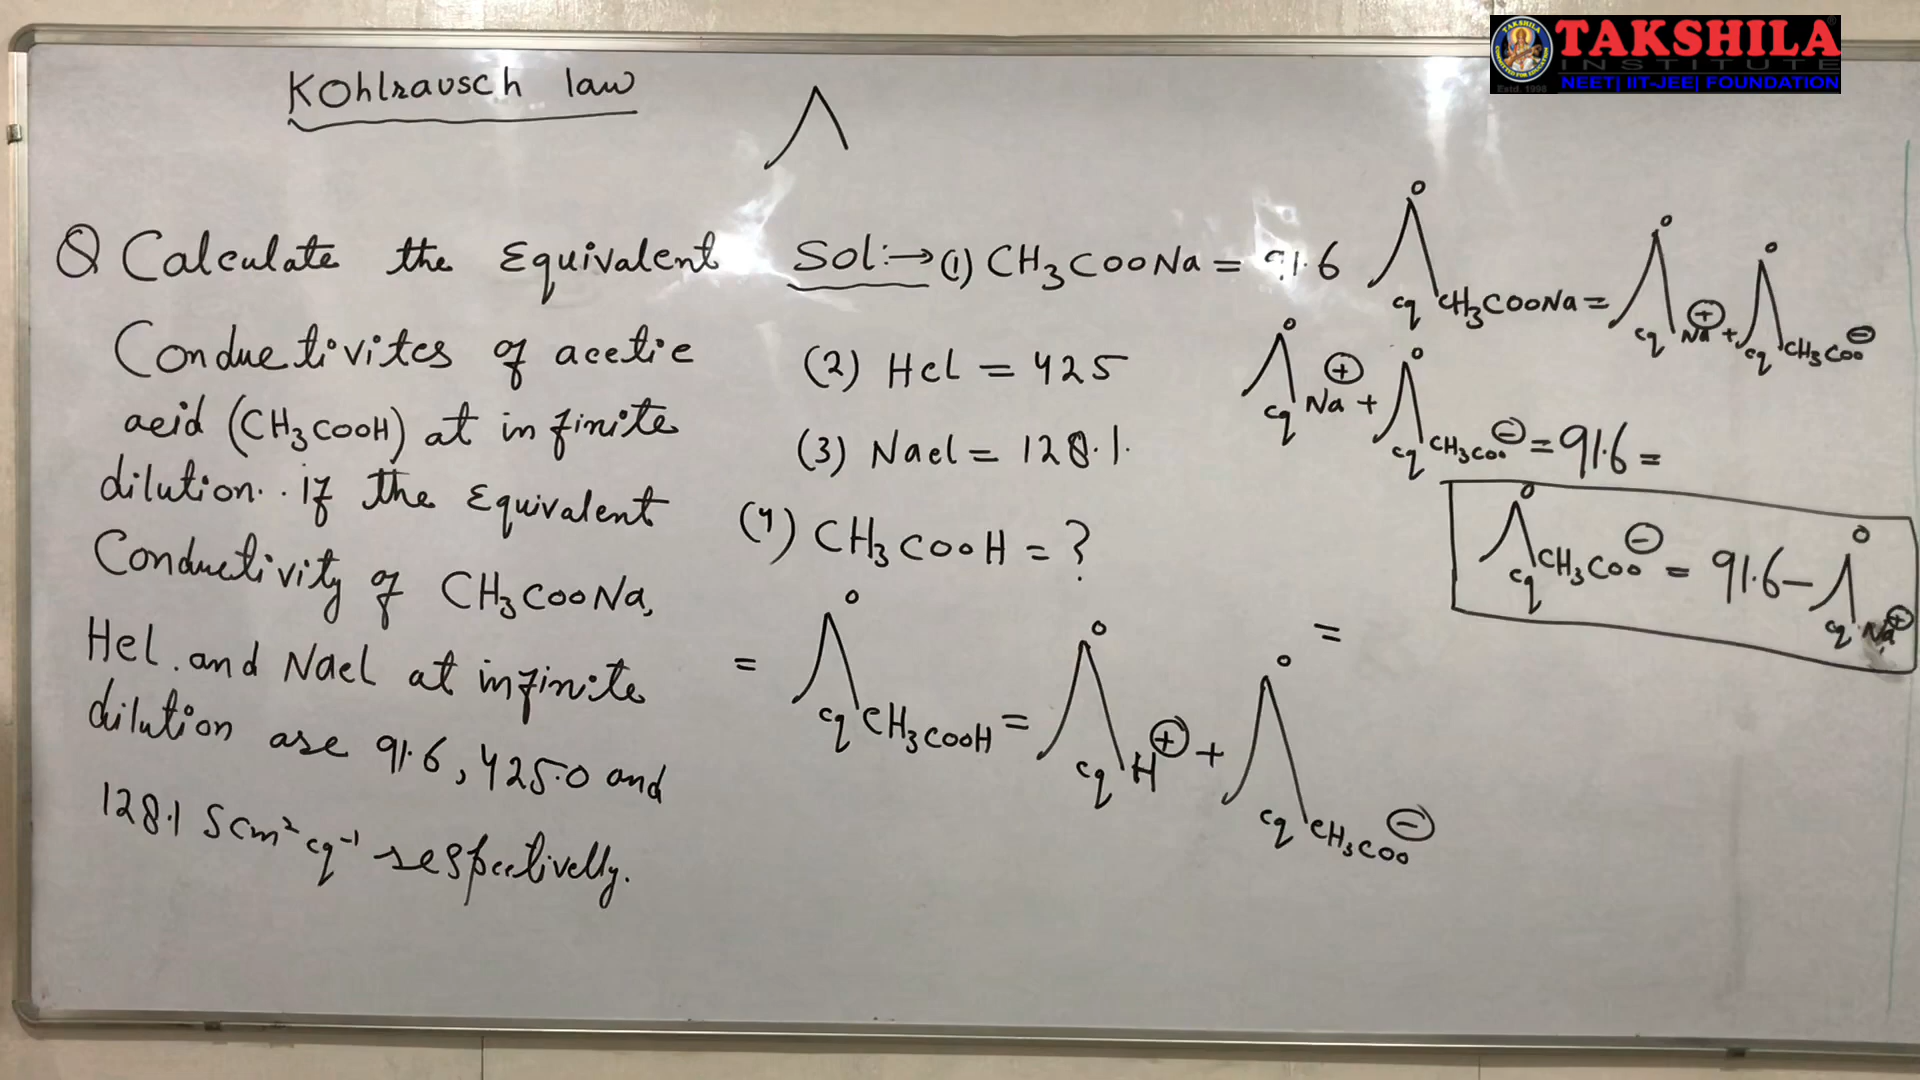 TAKSHILA
INSTITUTE
NEET| IIT-JEE| FOUNDATION
Estd. 1998
Kohlrausch law
Λ
Q Calculate the Equivalent
Conductivites of acetic
acid (CH₃COOH) at infinite
dilution. . if the Equivalent
Conductivity of CH₃COONa,
Hcl. and Nacl at infinite
dilution are 91.6, 425.0 and
128.1 S cm² eq⁻¹ respectivelly.
Sol:→ (1) CH₃COONa = 91.6
(2) Hcl = 425
(3) Nacl = 128.1.
(4) CH₃COOH = ?
= Λ°eq CH₃COOH = Λ°eq H⊕ + Λ°eq CH₃COO⊖
=
Λ°eq CH₃COONa = Λ°eq Na⊕ + Λ°eq CH₃COO⊖
Λ°eq Na⊕ + Λ°eq CH₃COO⊖ = 91.6 =
Λ°eq CH₃COO⊖ = 91.6 − Λ°eq Na⊕